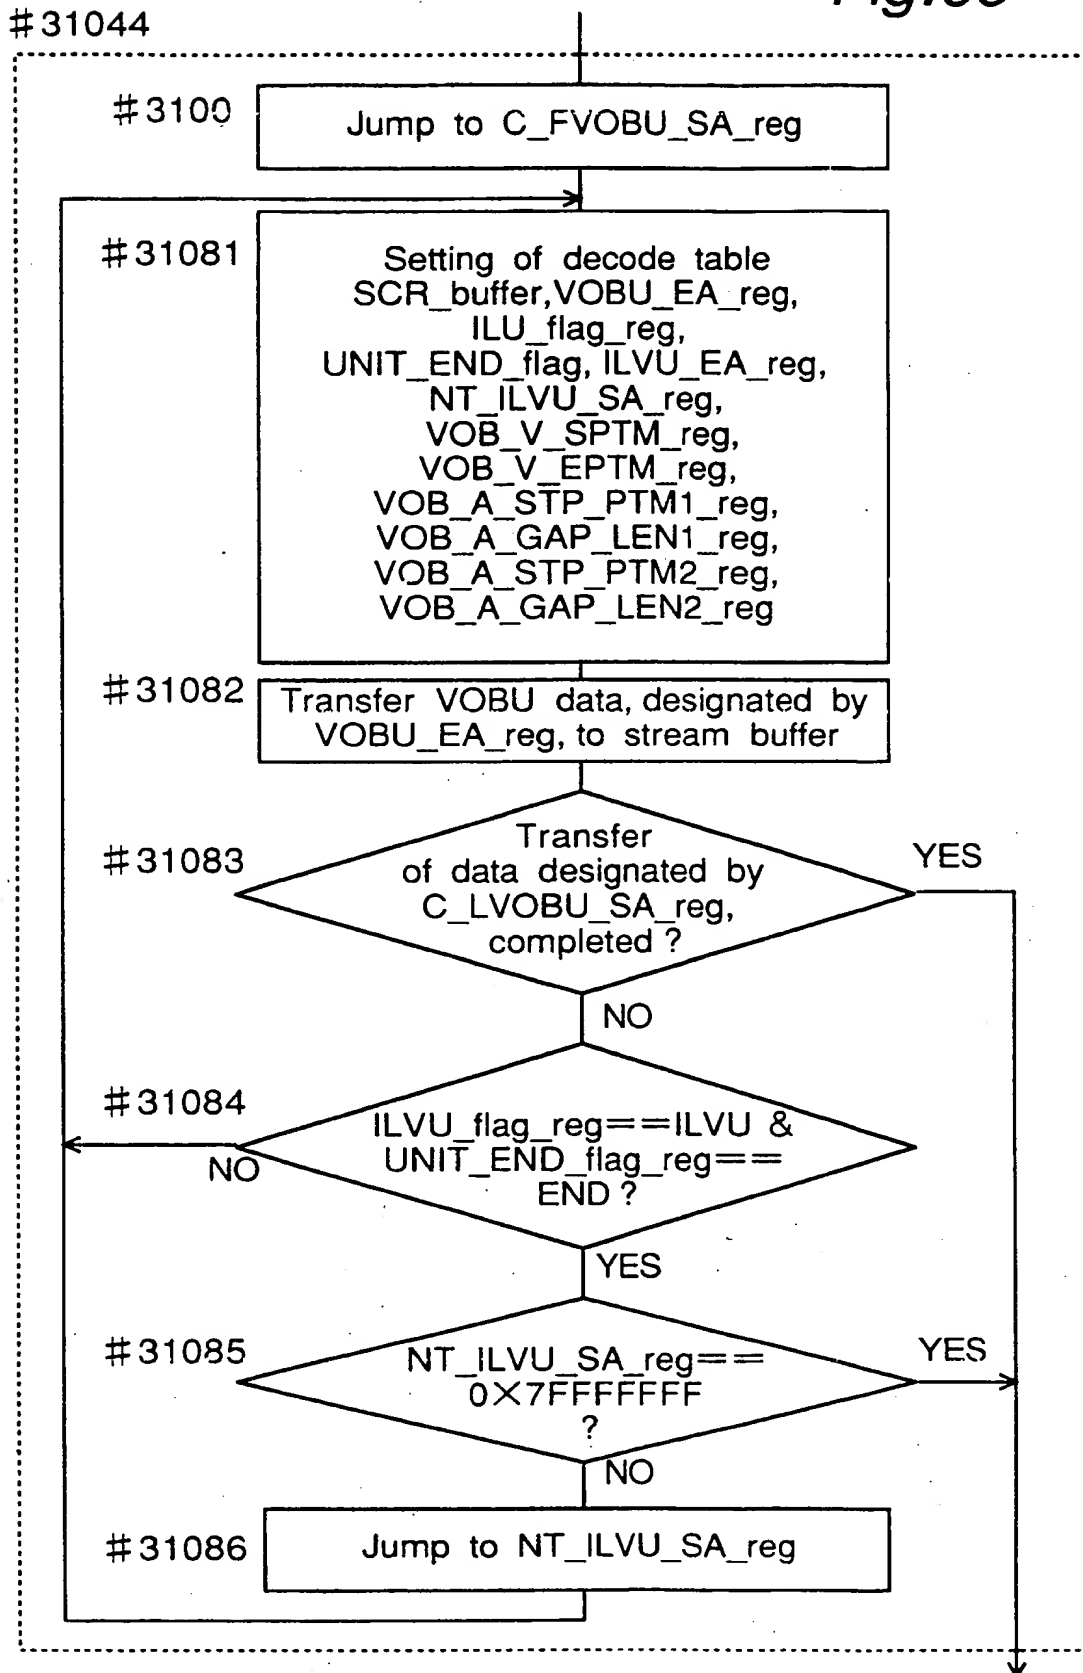 #31044
#3100
Jump to C_FVOBU_SA_reg
#31081
Setting of decode table
SCR_buffer,VOBU_EA_reg,
ILU_flag_reg,
UNIT_END_flag, ILVU_EA_reg,
NT_ILVU_SA_reg,
VOB_V_SPTM_reg,
VOB_V_EPTM_reg,
VOB_A_STP_PTM1_reg,
VOB_A_GAP_LEN1_reg,
VOB_A_STP_PTM2_reg,
VOB_A_GAP_LEN2_reg
#31082
Transfer VOBU data, designated by
VOBU_EA_reg, to stream buffer
#31083
Transfer
of data designated by
C_LVOBU_SA_reg,
completed ?
YES
NO
#31084
ILVU_flag_reg==ILVU &
UNIT_END_flag_reg==
END ?
NO
YES
#31085
NT_ILVU_SA_reg==
0X7FFFFFFF
?
YES
NO
#31086
Jump to NT_ILVU_SA_reg